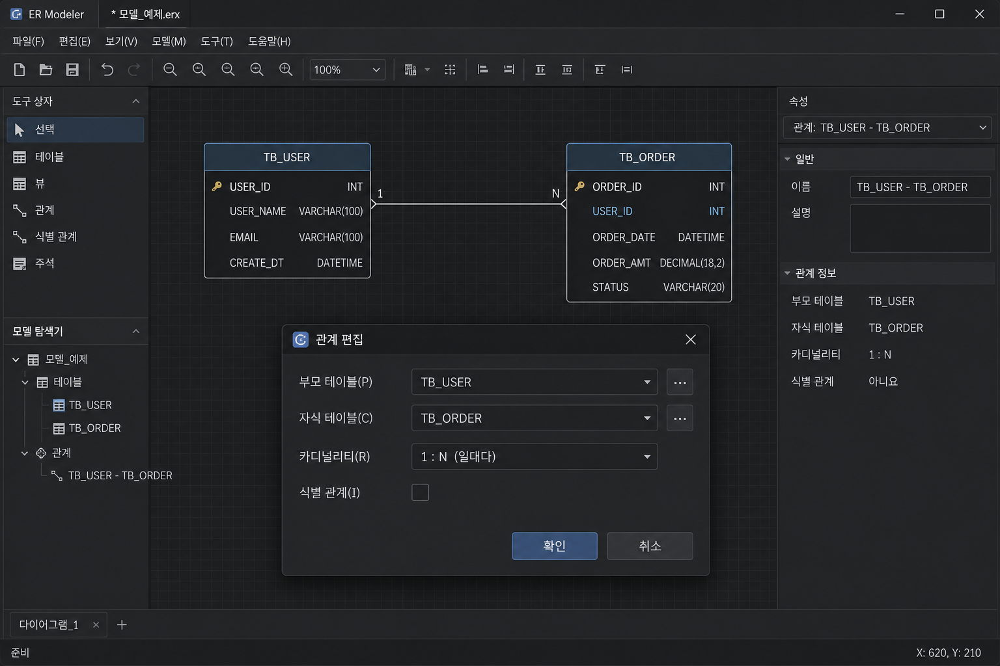 ER Modeler
* 모델_예제.erx
파일(F) 편집(E) 보기(V) 모델(M) 도구(T) 도움말(H)
100%
도구 상자
선택
테이블
뷰
관계
식별 관계
주석
모델 탐색기
모델_예제
테이블
TB_USER
TB_ORDER
관계
TB_USER - TB_ORDER
TB_USER
USER_ID INT
USER_NAME VARCHAR(100)
EMAIL VARCHAR(100)
CREATE_DT DATETIME
1
N
TB_ORDER
ORDER_ID INT
USER_ID INT
ORDER_DATE DATETIME
ORDER_AMT DECIMAL(18,2)
STATUS VARCHAR(20)
관계 편집
부모 테이블(P) TB_USER ...
자식 테이블(C) TB_ORDER ...
카디널리티(R) 1 : N (일대다)
식별 관계(I)
확인 취소
속성
관계: TB_USER - TB_ORDER
일반
이름 TB_USER - TB_ORDER
설명
관계 정보
부모 테이블 TB_USER
자식 테이블 TB_ORDER
카디널리티 1 : N
식별 관계 아니요
다이어그램_1
준비
X: 620, Y: 210